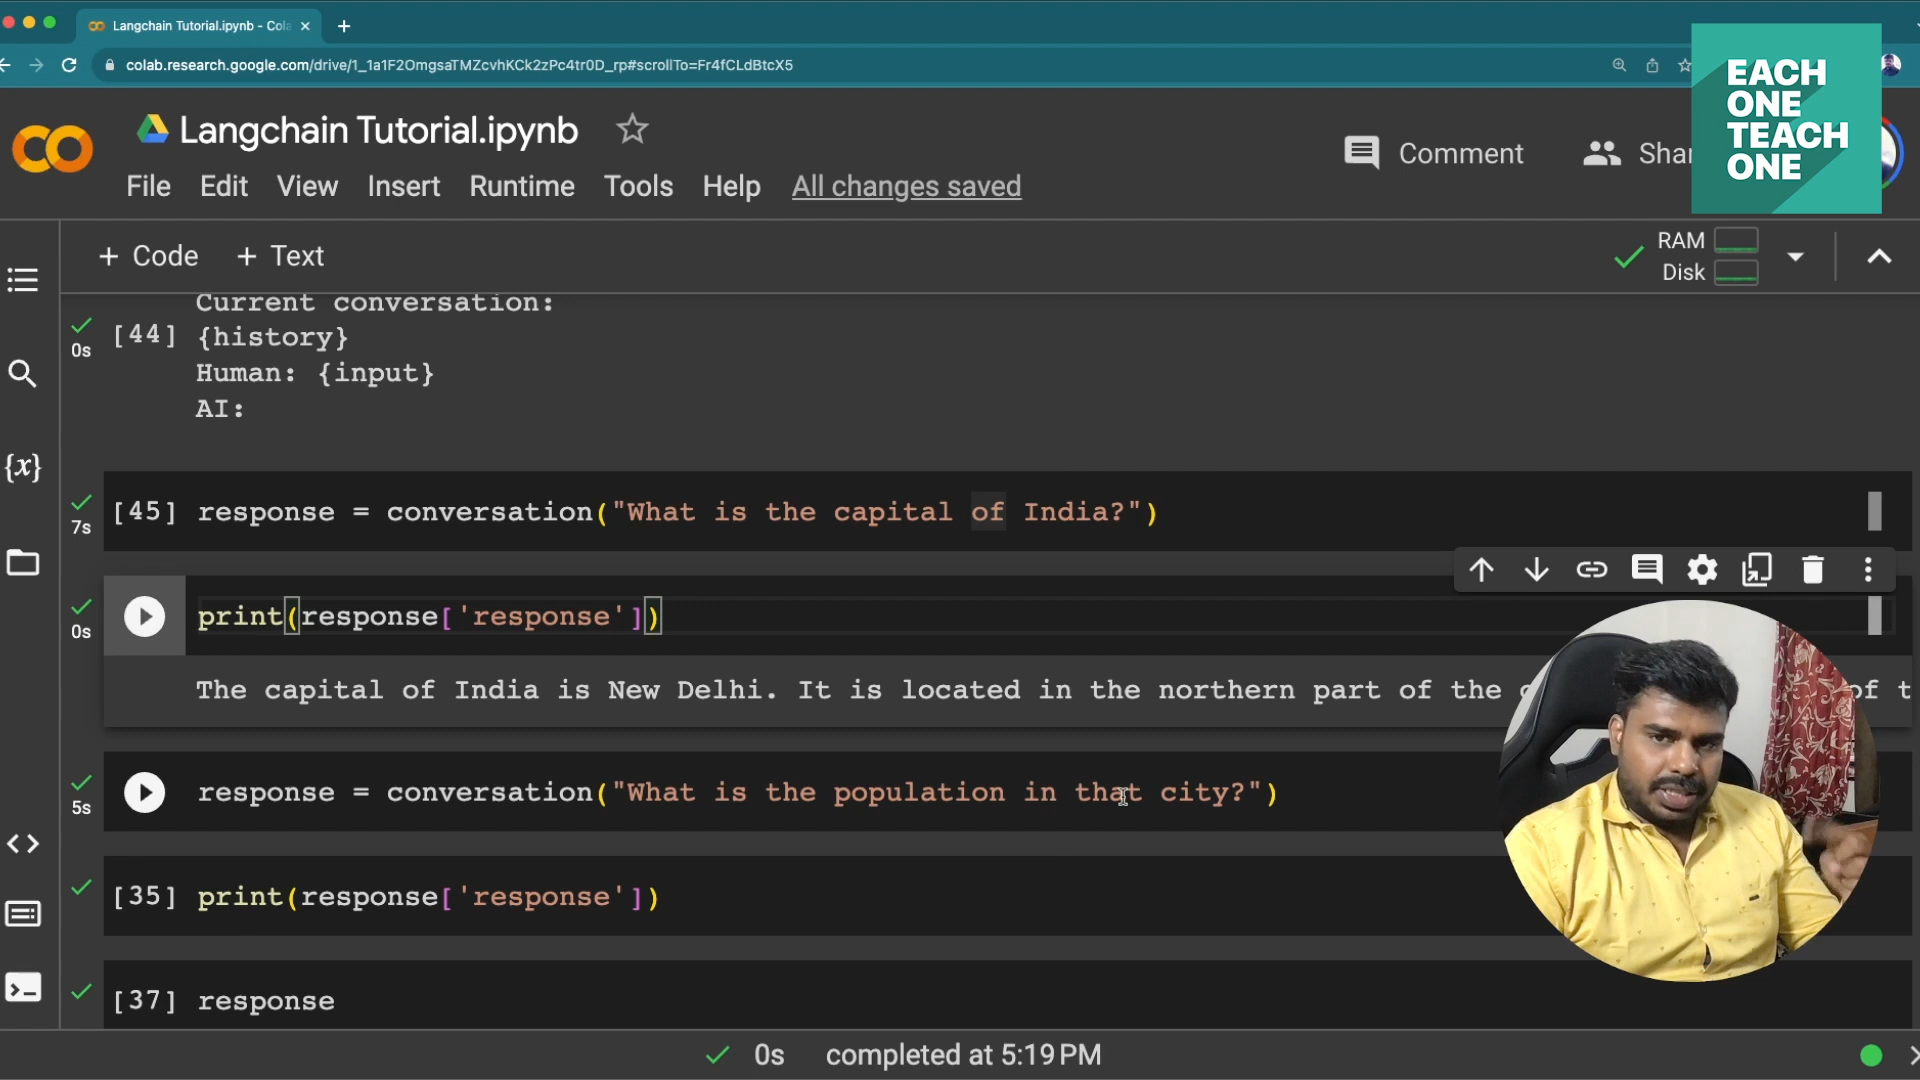 Langchain Tutorial.ipynb - Cola
colab.research.google.com/drive/1_1a1F2OmgsaTMZcvhKCk2zPc4tr0D_rp#scrollTo=Fr4fCLdBtcX5
EACH
ONE
TEACH
ONE
Langchain Tutorial.ipynb
Comment
Shar
File Edit View Insert Runtime Tools Help All changes saved
+ Code + Text
RAM
Disk
Current conversation:
[44] {history}
0s
Human: {input}
AI:
[45] response = conversation("What is the capital of India?")
7s
print(response['response'])
0s
The capital of India is New Delhi. It is located in the northern part of the of t
response = conversation("What is the population in that city?")
5s
[35] print(response['response'])
[37] response
0s completed at 5:19 PM